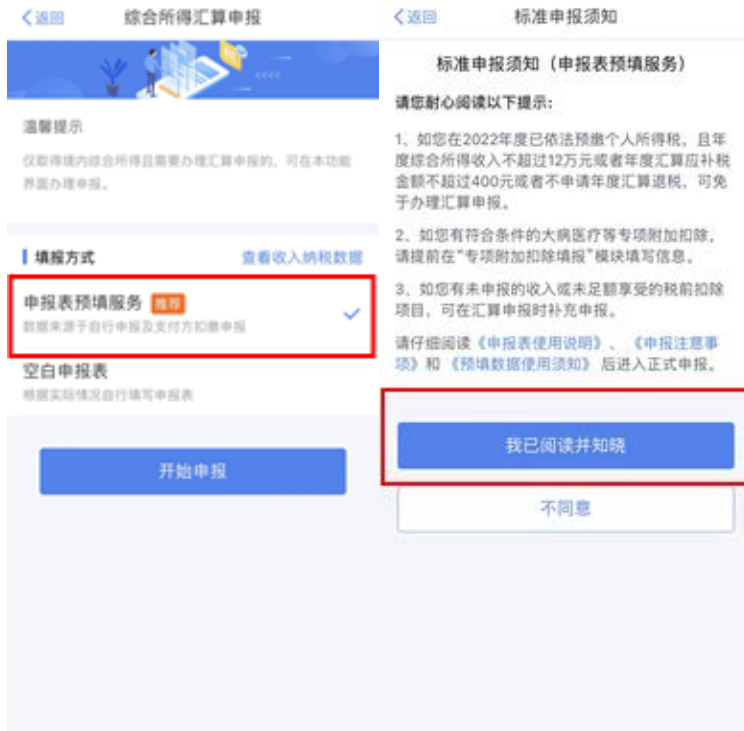 返回
综合所得汇算申报
温馨提示
仅取得境内综合所得且需要办理汇算申报的，可在本功能
界面办理申报。
填报方式
查看收入纳税数据
申报表预填服务 推荐
数据来源于自行申报及支付方扣缴申报
空白申报表
根据实际情况自行填写申报表
开始申报
返回
标准申报须知
标准申报须知（申报表预填服务）
请您耐心阅读以下提示:
1、如您在2022年度已依法预缴个人所得税，且年
度综合所得收入不超过12万元或者年度汇算应补税
金额不超过400元或者不申请年度汇算退税，可免
于办理汇算申报。
2、如您有符合条件的大病医疗等专项附加扣除，
请提前在“专项附加扣除填报”模块填写信息。
3、如您有未申报的收入或未足额享受的税前扣除
项目，可在汇算申报时补充申报。
请仔细阅读《申报表使用说明》、《申报注意事
项》和《预填数据使用须知》后进入正式申报。
我已阅读并知晓
不同意